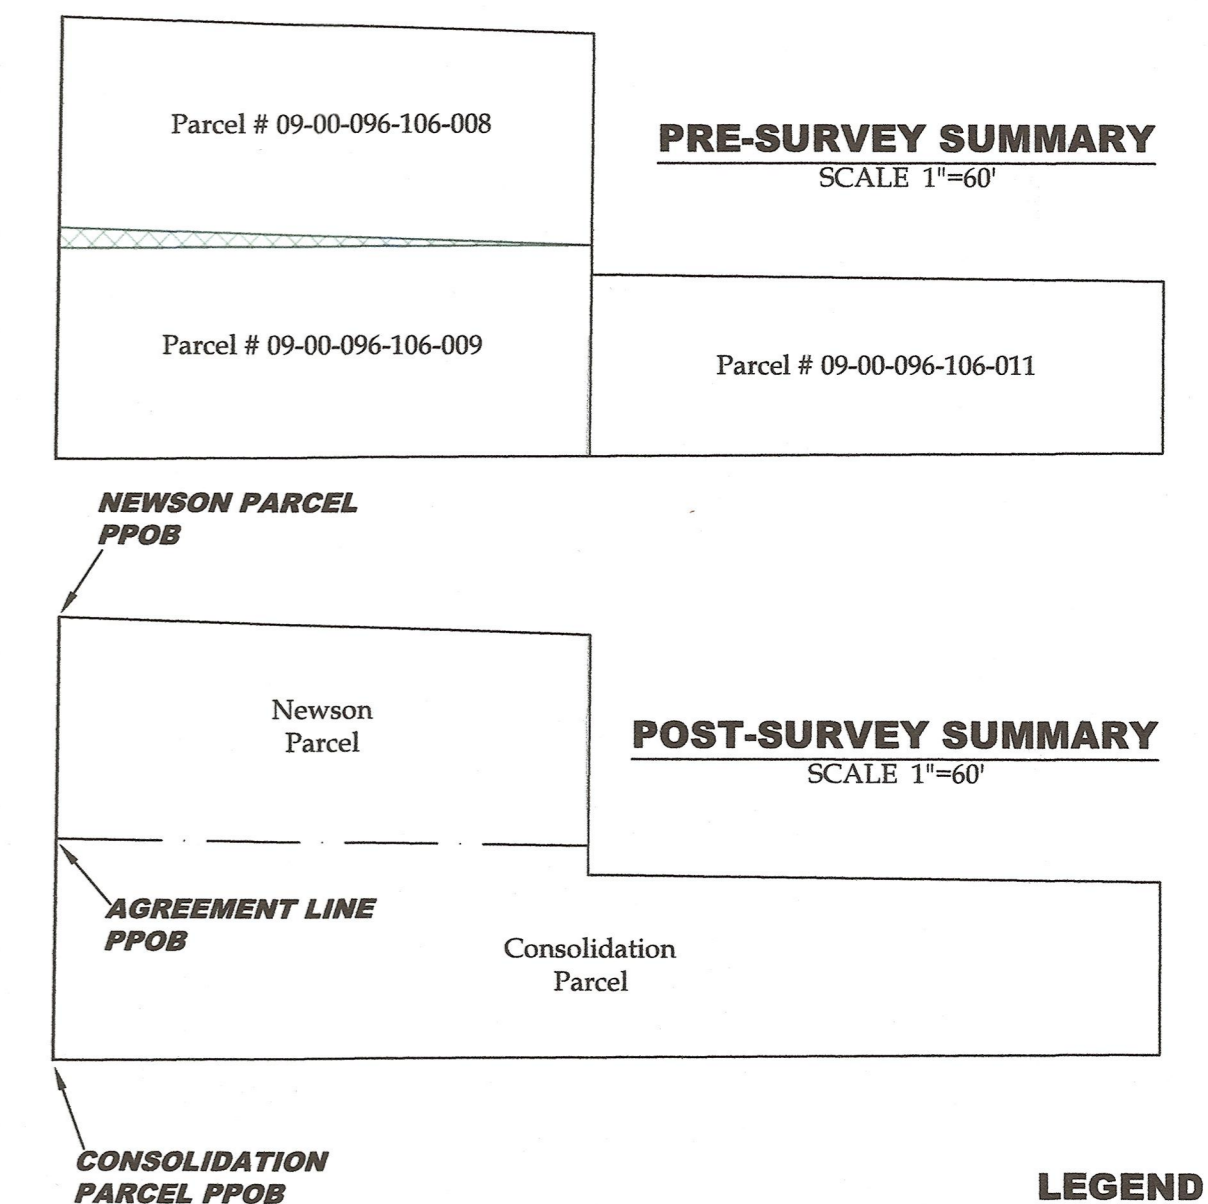 Parcel # 09-00-096-106-008
PRE-SURVEY SUMMARY
SCALE 1"=60'
Parcel # 09-00-096-106-009
Parcel # 09-00-096-106-011
NEWSON PARCEL
PPOB
Newson
Parcel
POST-SURVEY SUMMARY
SCALE 1"=60'
AGREEMENT LINE
PPOB
Consolidation
Parcel
CONSOLIDATION
PARCEL PPOB
LEGEND